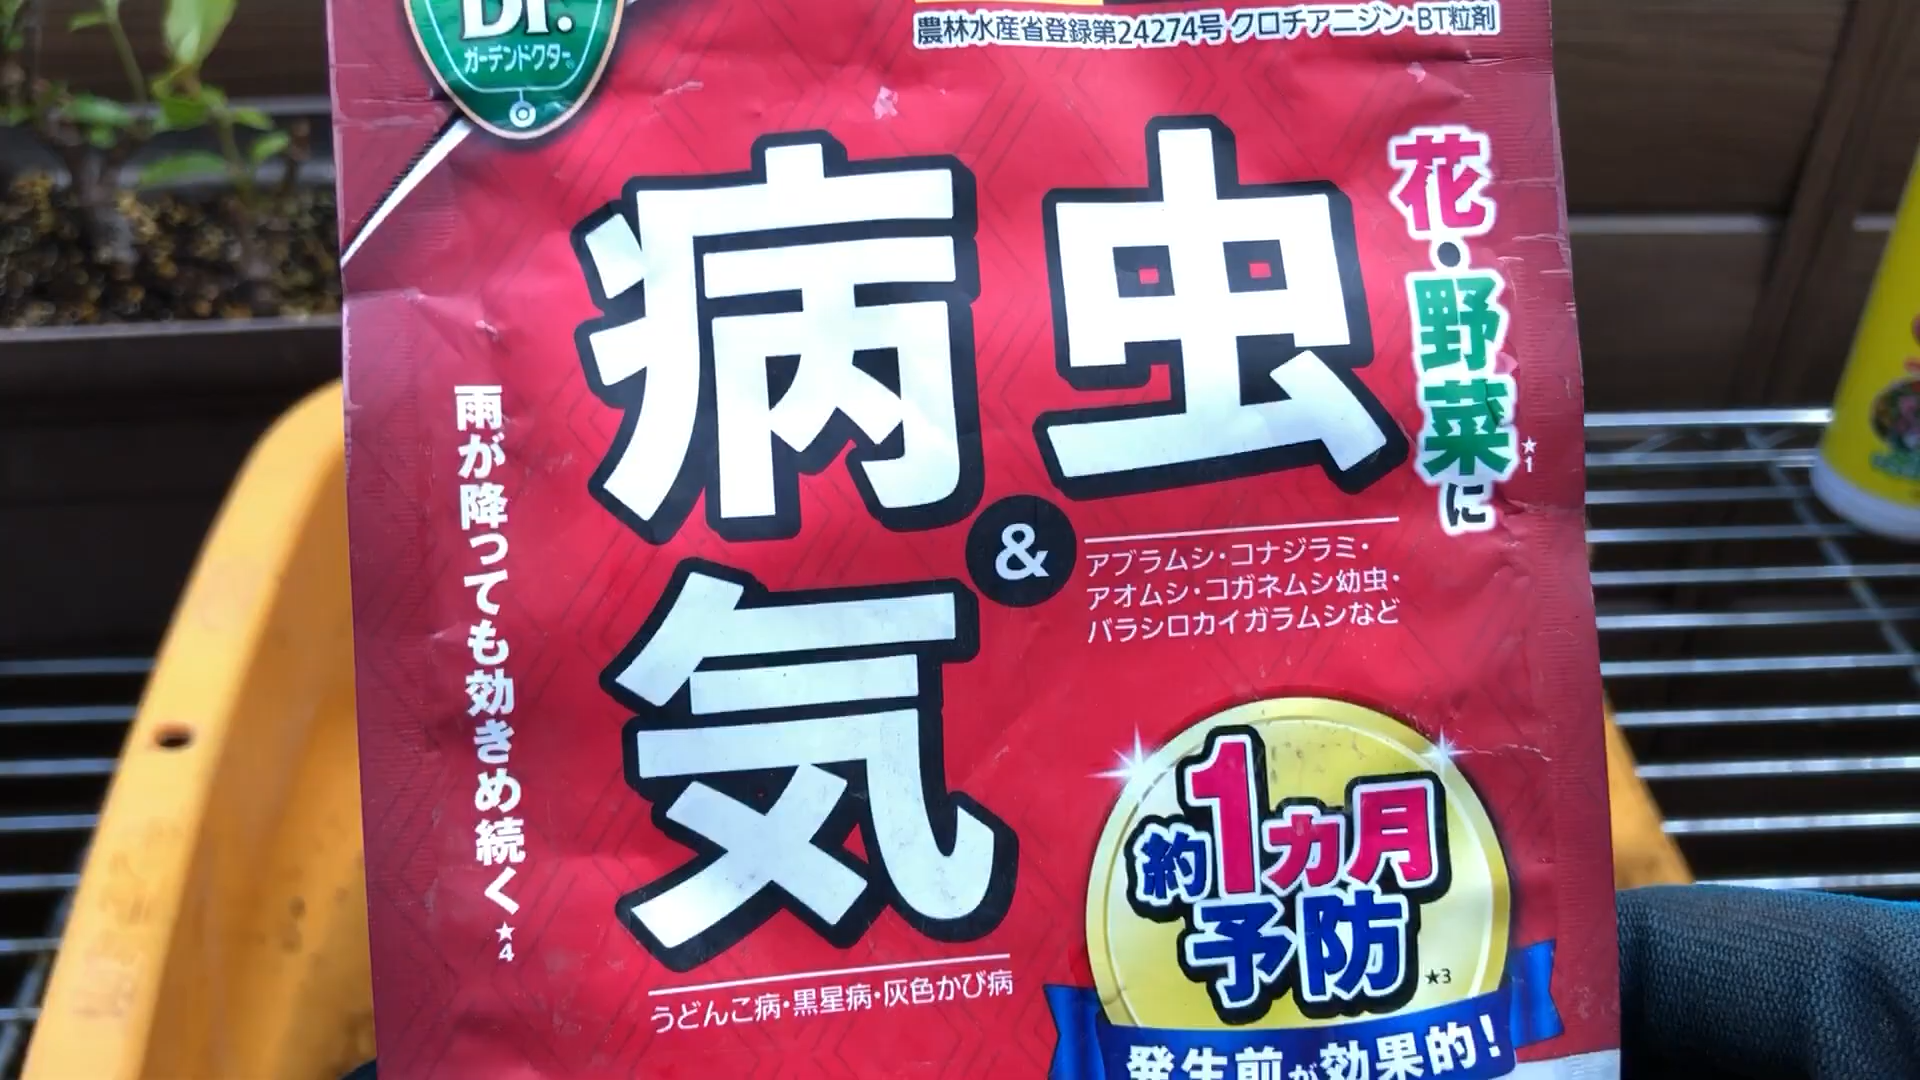 Dr.
ガーデンドクター
農林水産省登録第24274号 クロチアニジン・BT粒剤
花・野菜に
★1
虫
&
病気
アブラムシ・コナジラミ・
アオムシ・コガネムシ幼虫・
バラシロカイガラムシなど
うどんこ病・黒星病・灰色かび病
雨が降っても効きめ続く★4
約1ヵ月
予防★3
発生前が効果的!